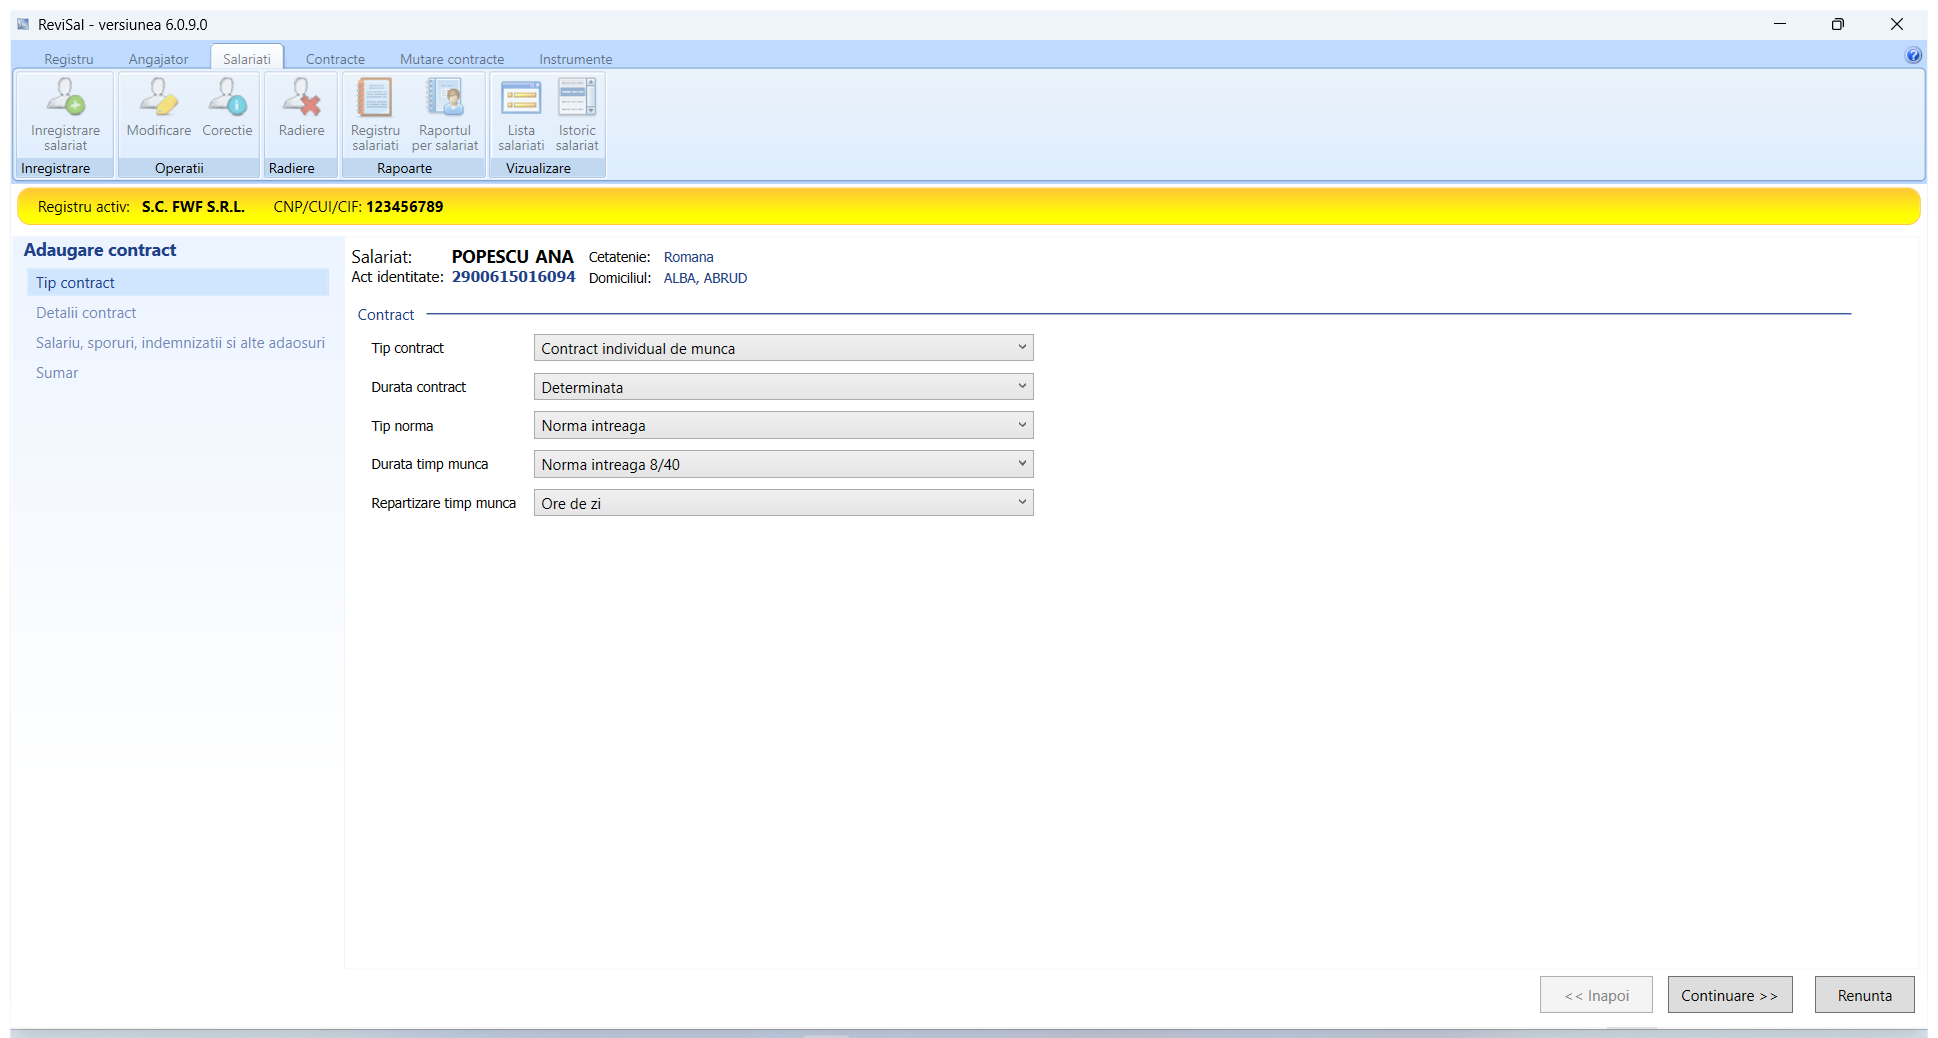 ReviSal - versiunea 6.0.9.0
Registru Angajator Salariati Contracte Mutare contracte Instrumente
Inregistrare salariat
Modificare
Corectie
Radiere
Registru salariati
Raportul per salariat
Lista salariati
Istoric salariat
Inregistrare Operatii Radiere Rapoarte Vizualizare
Registru activ: S.C. FWF S.R.L. CNP/CUI/CIF: 123456789
Adaugare contract
Tip contract
Detalii contract
Salariu, sporuri, indemnizatii si alte adaosuri
Sumar
Salariat: POPESCU ANA Cetatenie: Romana
Act identitate: 2900615016094 Domiciliul: ALBA, ABRUD
Contract
Tip contract Contract individual de munca
Durata contract Determinata
Tip norma Norma intreaga
Durata timp munca Norma intreaga 8/40
Repartizare timp munca Ore de zi
<< Inapoi Continuare >> Renunta